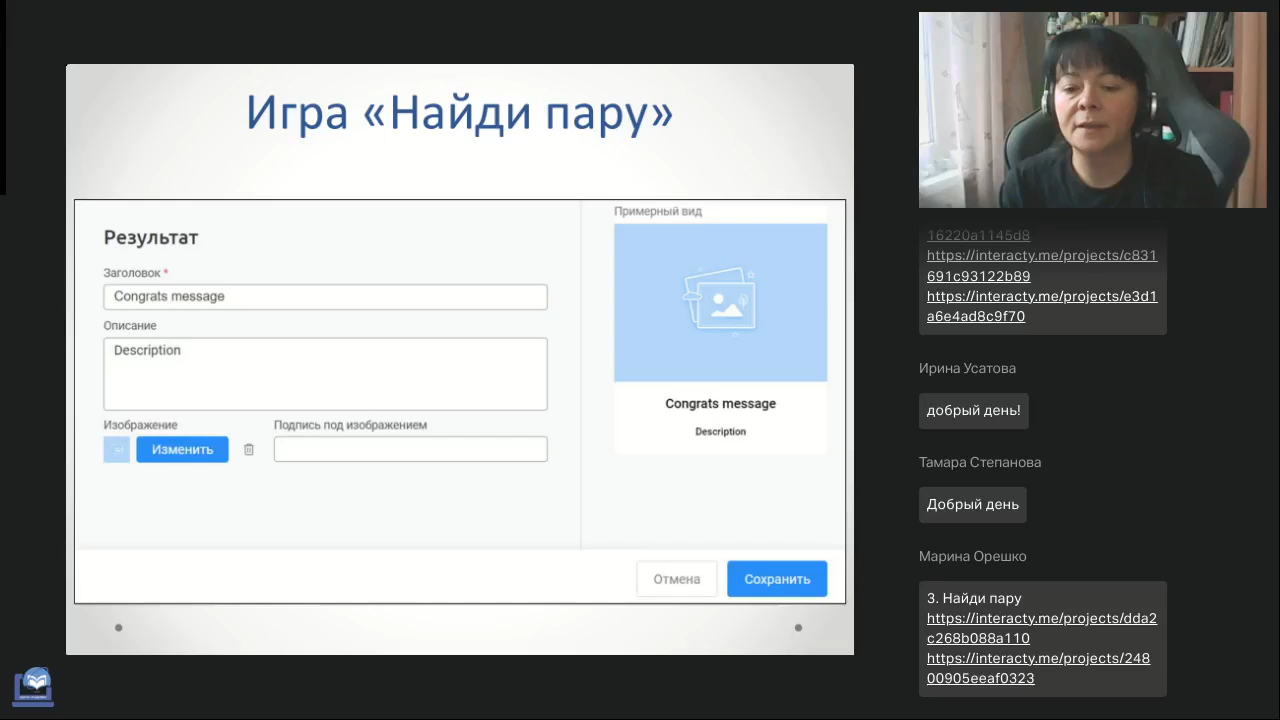 Игра «Найди пару»
Результат
Заголовок *
Congrats message
Описание
Description
Изображение
Изменить
Подпись под изображением
Примерный вид
Congrats message
Description
Отмена
Сохранить
16220a1145d8
https://interacty.me/projects/c831
691c93122b89
https://interacty.me/projects/e3d1
a6e4ad8c9f70
Ирина Усатова
добрый день!
Тамара Степанова
Добрый день
Марина Орешко
3. Найди пару
https://interacty.me/projects/dda2
c268b088a110
https://interacty.me/projects/248
00905eeaf0323